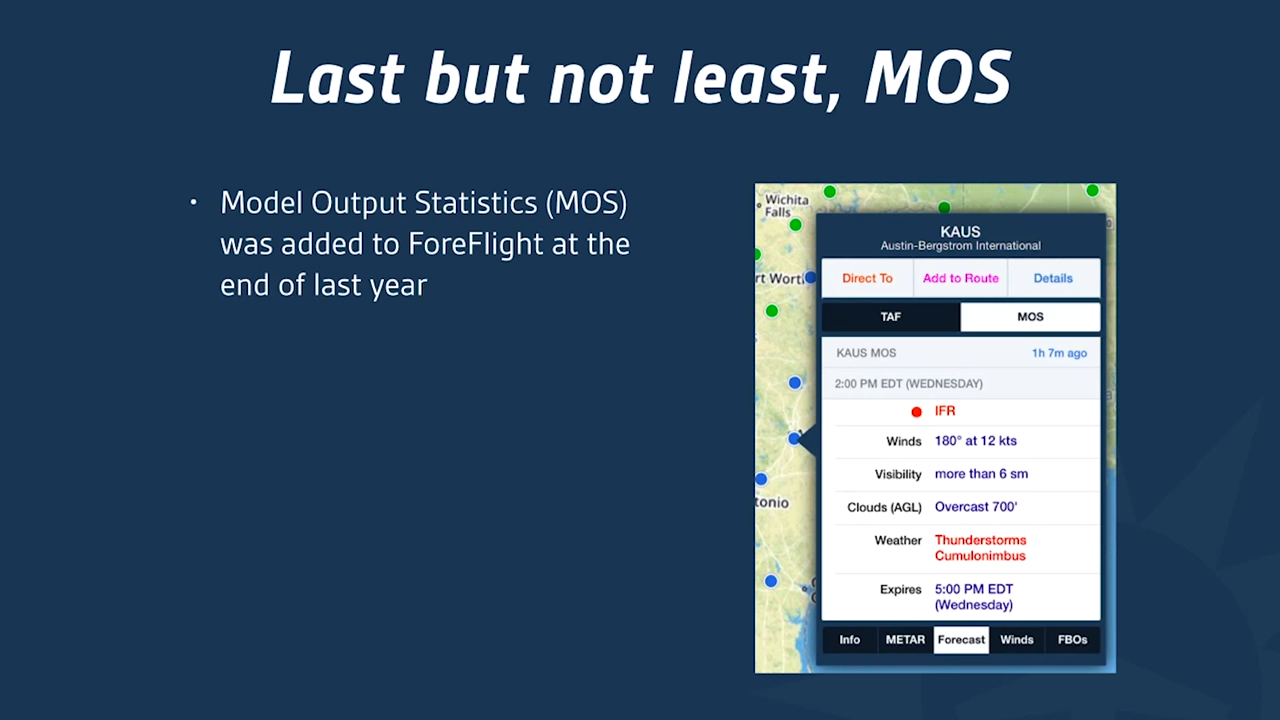 Last but not least, MOS
• Model Output Statistics (MOS)
was added to ForeFlight at the
end of last year
Wichita
Falls
rt Worth
tonio
KAUS
Austin-Bergstrom International
Direct To Add to Route Details
TAF MOS
KAUS MOS 1h 7m ago
2:00 PM EDT (WEDNESDAY)
IFR
Winds 180° at 12 kts
Visibility more than 6 sm
Clouds (AGL) Overcast 700'
Weather Thunderstorms
Cumulonimbus
Expires 5:00 PM EDT
(Wednesday)
Info METAR Forecast Winds FBOs